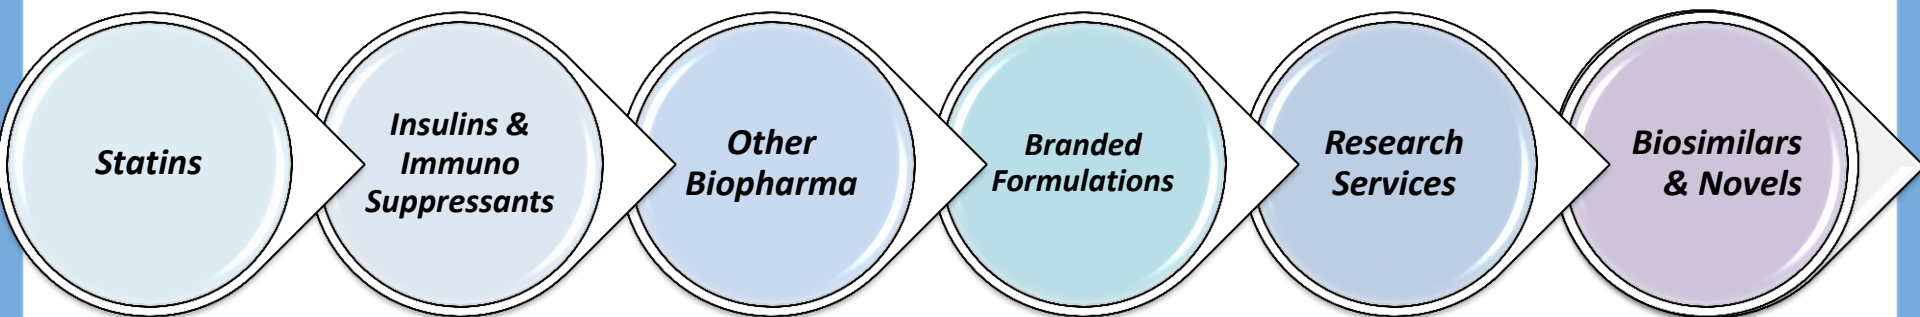 Statins
Insulins &
Immuno
Suppressants
Other
Biopharma
Branded
Formulations
Research
Services
Biosimilars
& Novels